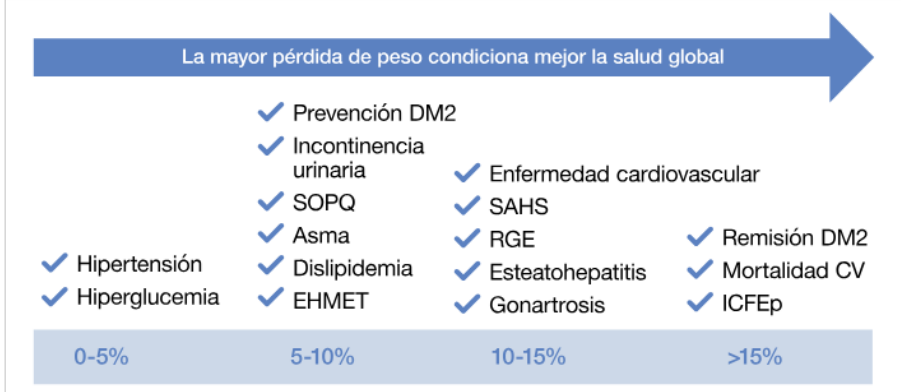 La mayor pérdida de peso condiciona mejor la salud global
Hipertensión
Hiperglucemia
0-5%
Prevención DM2
Incontinencia
urinaria
SOPQ
Asma
Dislipidemia
EHMET
5-10%
Enfermedad cardiovascular
SAHS
RGE
Esteatohepatitis
Gonartrosis
10-15%
Remisión DM2
Mortalidad CV
ICFEp
>15%